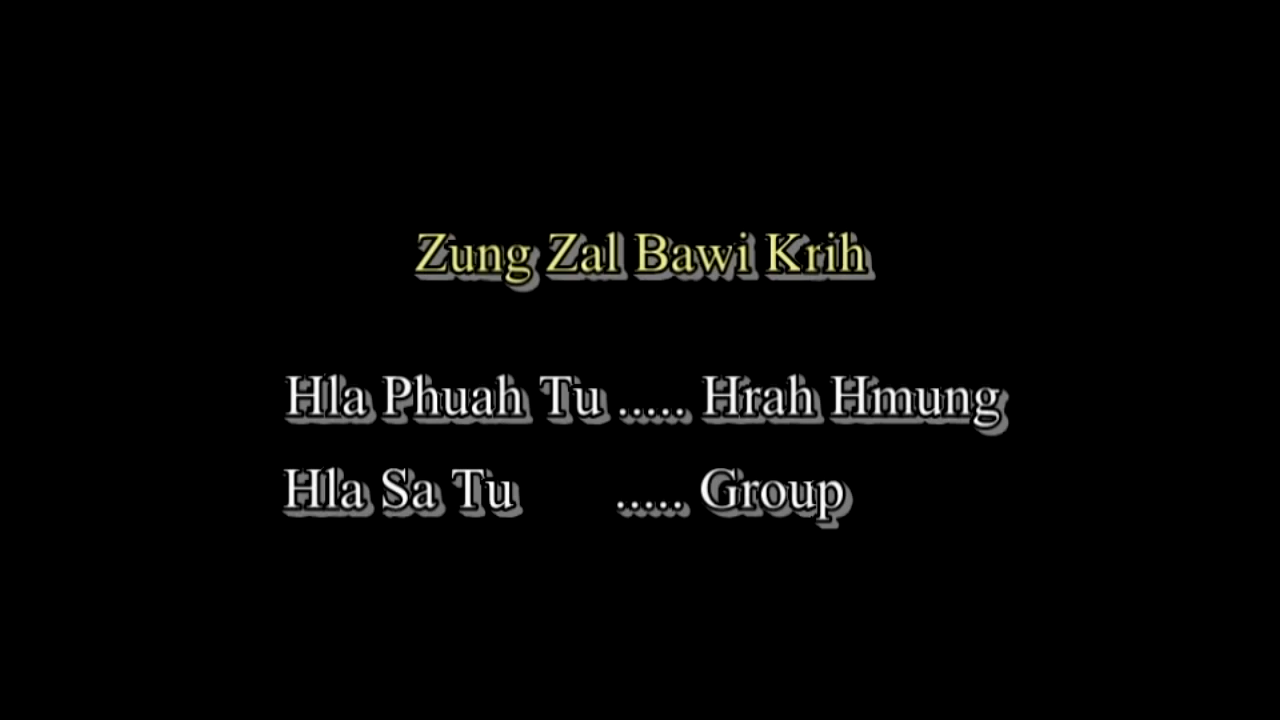 Zung Zal Bawi Krih
Hla Phuah Tu ..... Hrah Hmung
Hla Sa Tu ..... Group